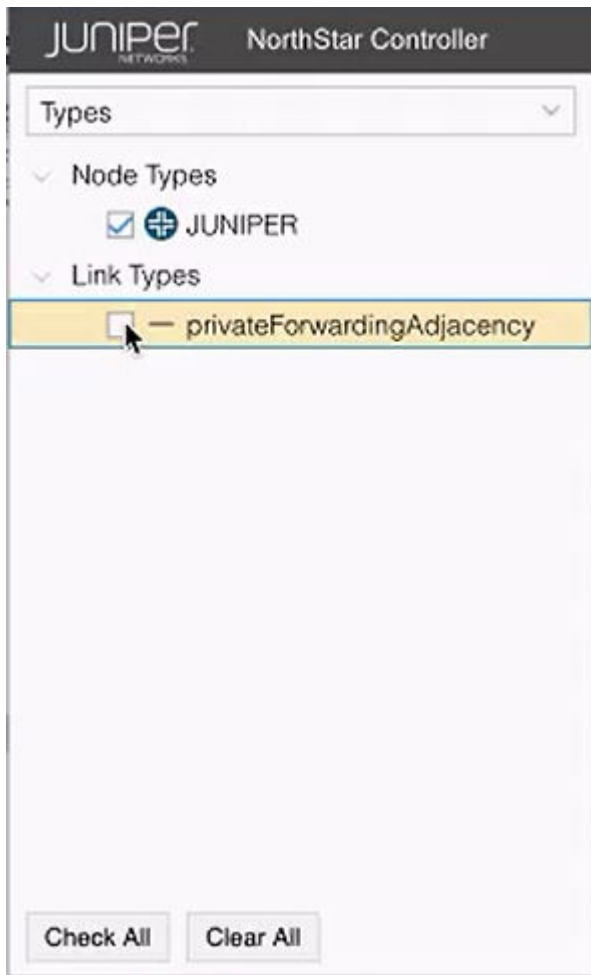 JUNIPER NorthStar Controller
NETWORKS
Types
Node Types
JUNIPER
Link Types
privateForwardingAdjacency
Check All Clear All